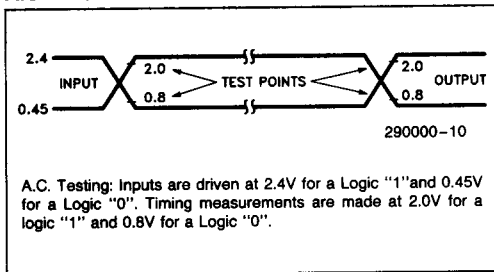 2.4
INPUT
0.45
2.0
0.8
TEST POINTS
2.0
0.8
OUTPUT
290000-10
A.C. Testing: Inputs are driven at 2.4V for a Logic "1"and 0.45V
for a Logic "0". Timing measurements are made at 2.0V for a
logic "1" and 0.8V for a Logic "0".